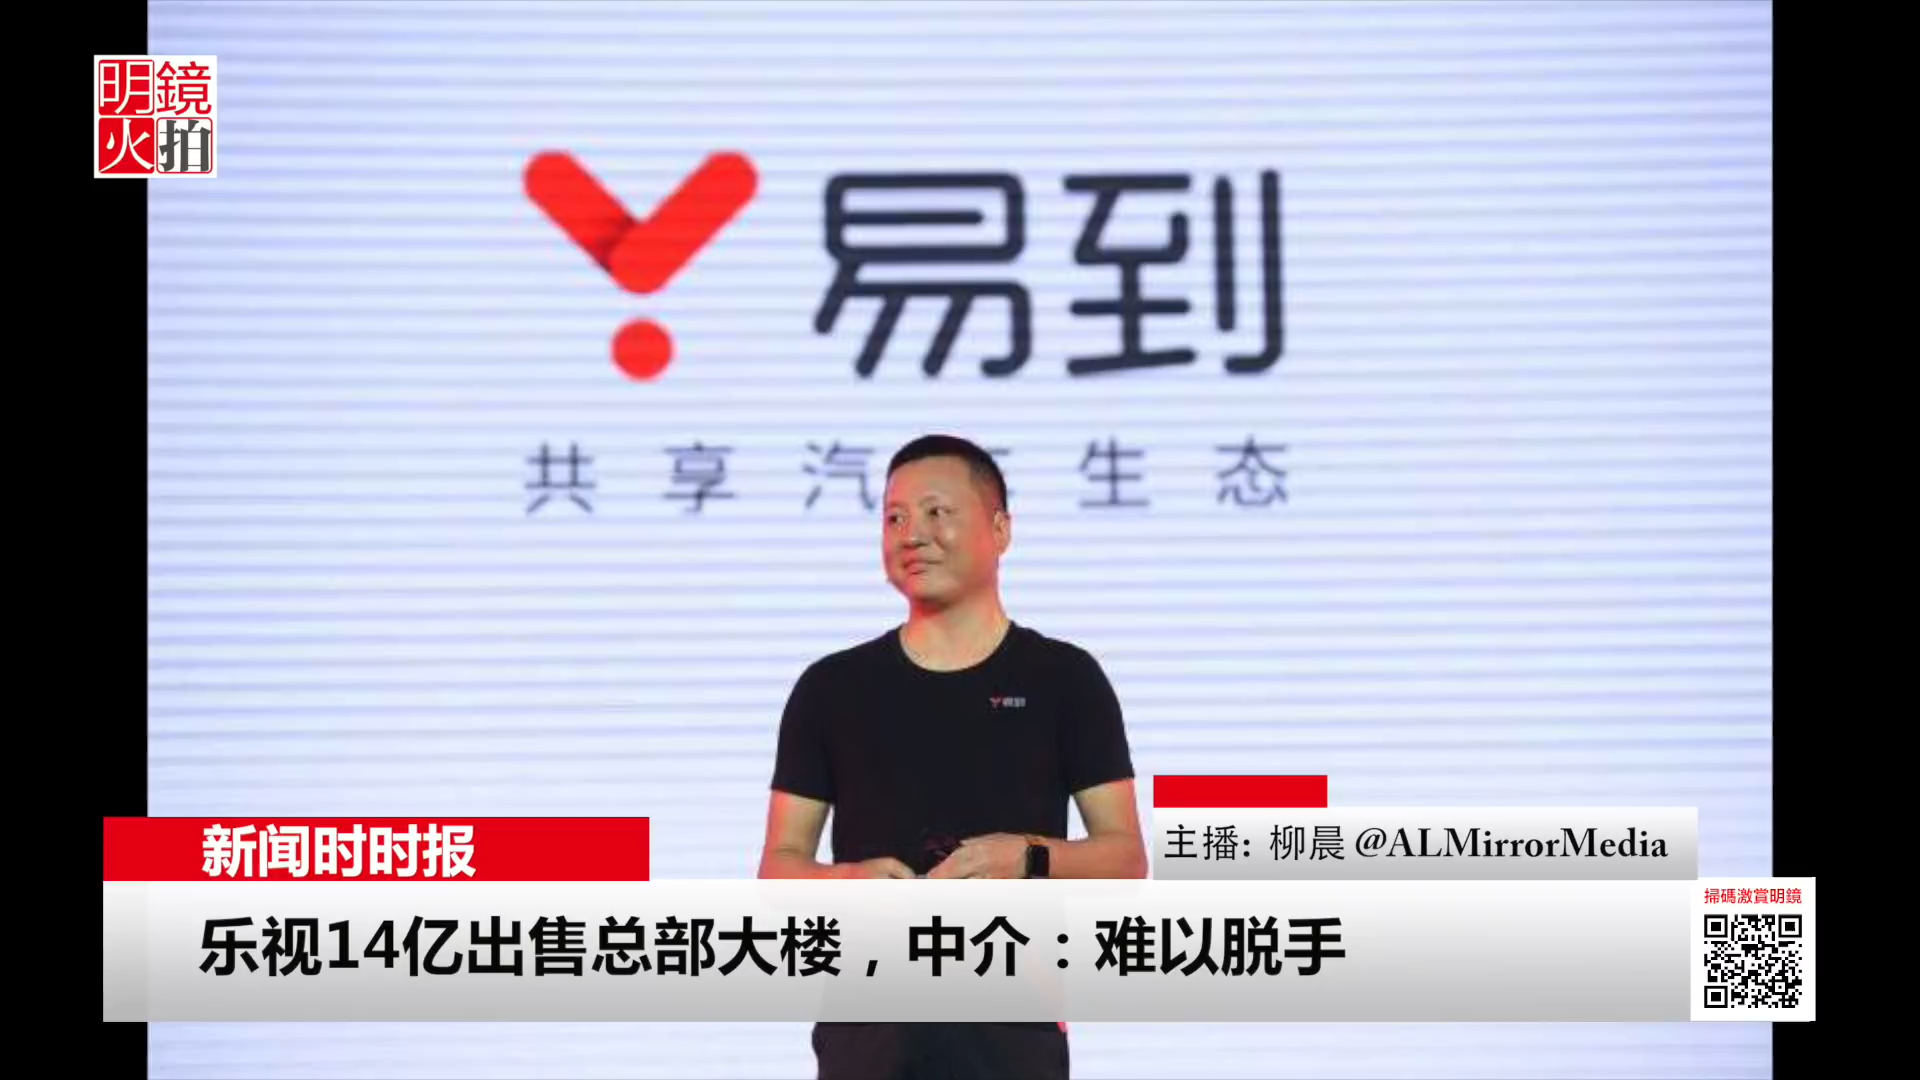 明鏡
火拍
易到
共享汽 生态
易到
主播: 柳晨 @ALMirrorMedia
新闻时时报
掃碼激賞明鏡
乐视14亿出售总部大楼，中介：难以脱手